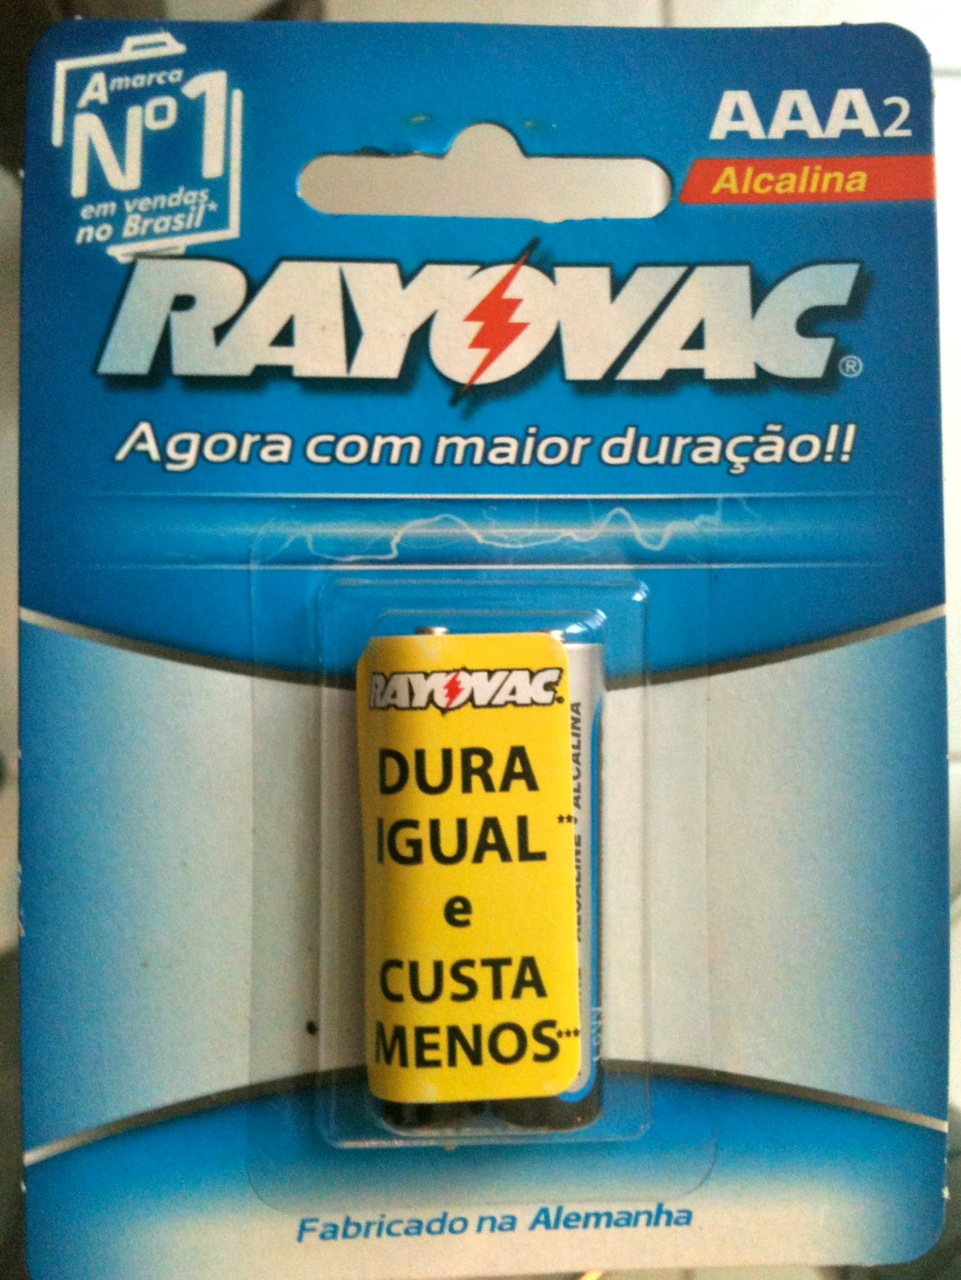 A marca
Nº1
em vendas
no Brasil*
AAA2
Alcalina
RAYOVAC®
Agora com maior duração!!
RAYOVAC
DURA
IGUAL**
e
CUSTA
MENOS***
ALCALINE • ALCALINA
Fabricado na Alemanha